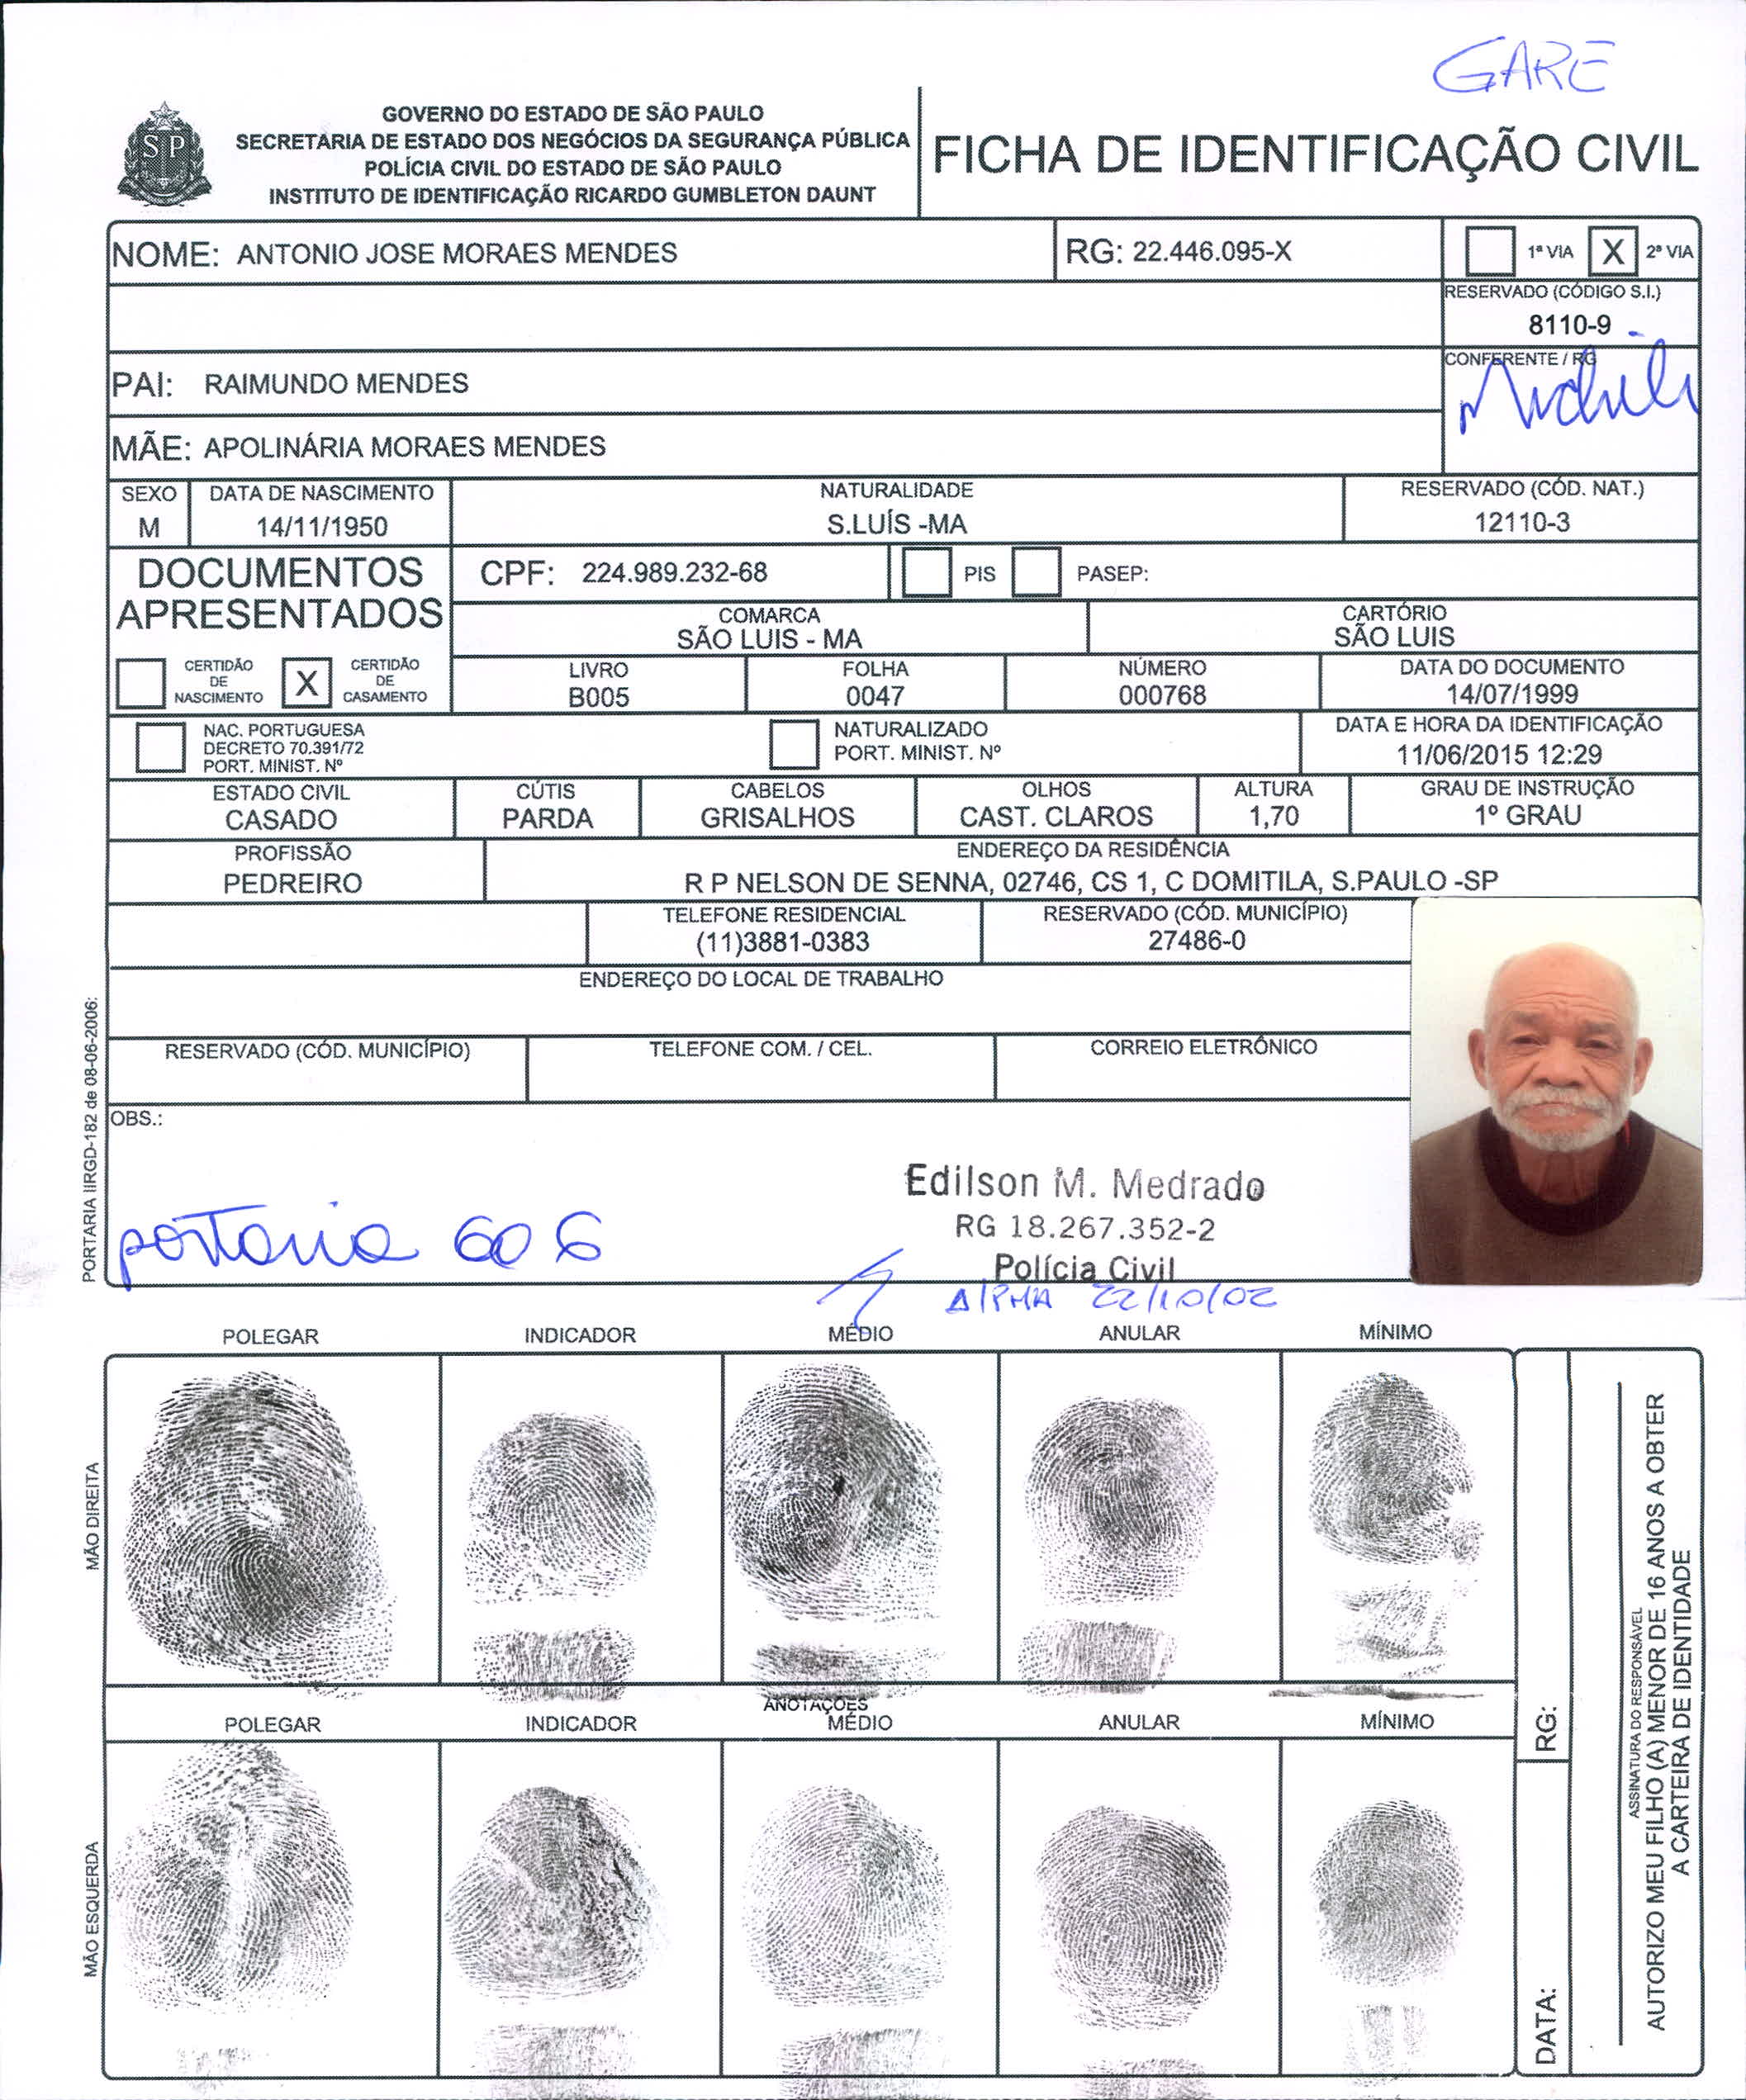 GARE
GOVERNO DO ESTADO DE SÃO PAULO
SECRETARIA DE ESTADO DOS NEGÓCIOS DA SEGURANÇA PÚBLICA
POLÍCIA CIVIL DO ESTADO DE SÃO PAULO
INSTITUTO DE IDENTIFICAÇÃO RICARDO GUMBLETON DAUNT
SP
FICHA DE IDENTIFICAÇÃO CIVIL
NOME: ANTONIO JOSE MORAES MENDES
RG: 22.446.095-X
1ª VIA X 2ª VIA
RESERVADO (CÓDIGO S.I.)
8110-9
PAI: RAIMUNDO MENDES
CONFERENTE / RG
MÃE: APOLINÁRIA MORAES MENDES
SEXO DATA DE NASCIMENTO NATURALIDADE RESERVADO (CÓD. NAT.)
M 14/11/1950 S.LUÍS -MA 12110-3
DOCUMENTOS
APRESENTADOS
CPF: 224.989.232-68 PIS PASEP:
COMARCA CARTÓRIO
SÃO LUIS - MA SÃO LUIS
CERTIDÃO
DE
NASCIMENTO
X
CERTIDÃO
DE
CASAMENTO
LIVRO FOLHA NÚMERO DATA DO DOCUMENTO
B005 0047 000768 14/07/1999
NAC. PORTUGUESA
DECRETO 70.391/72
PORT. MINIST. Nº
NATURALIZADO
PORT. MINIST. Nº
DATA E HORA DA IDENTIFICAÇÃO
11/06/2015 12:29
ESTADO CIVIL CÚTIS CABELOS OLHOS ALTURA GRAU DE INSTRUÇÃO
CASADO PARDA GRISALHOS CAST. CLAROS 1,70 1º GRAU
PROFISSÃO ENDEREÇO DA RESIDÊNCIA
PEDREIRO R P NELSON DE SENNA, 02746, CS 1, C DOMITILA, S.PAULO -SP
TELEFONE RESIDENCIAL RESERVADO (CÓD. MUNICÍPIO)
(11)3881-0383 27486-0
ENDEREÇO DO LOCAL DE TRABALHO
RESERVADO (CÓD. MUNICÍPIO) TELEFONE COM. / CEL. CORREIO ELETRÔNICO
OBS.:
portaria 606
Edilson M. Medrado
RG 18.267.352-2
Polícia Civil
22/10/02
PORTARIA IIRGD-182 de 08-06-2006:
POLEGAR INDICADOR MÉDIO ANULAR MÍNIMO
MÃO DIREITA
ANOTAÇÕES
POLEGAR INDICADOR MÉDIO ANULAR MÍNIMO
MÃO ESQUERDA
RG:
DATA:
ASSINATURA DO RESPONSÁVEL
AUTORIZO MEU FILHO (A) MENOR DE 16 ANOS A OBTER
A CARTEIRA DE IDENTIDADE